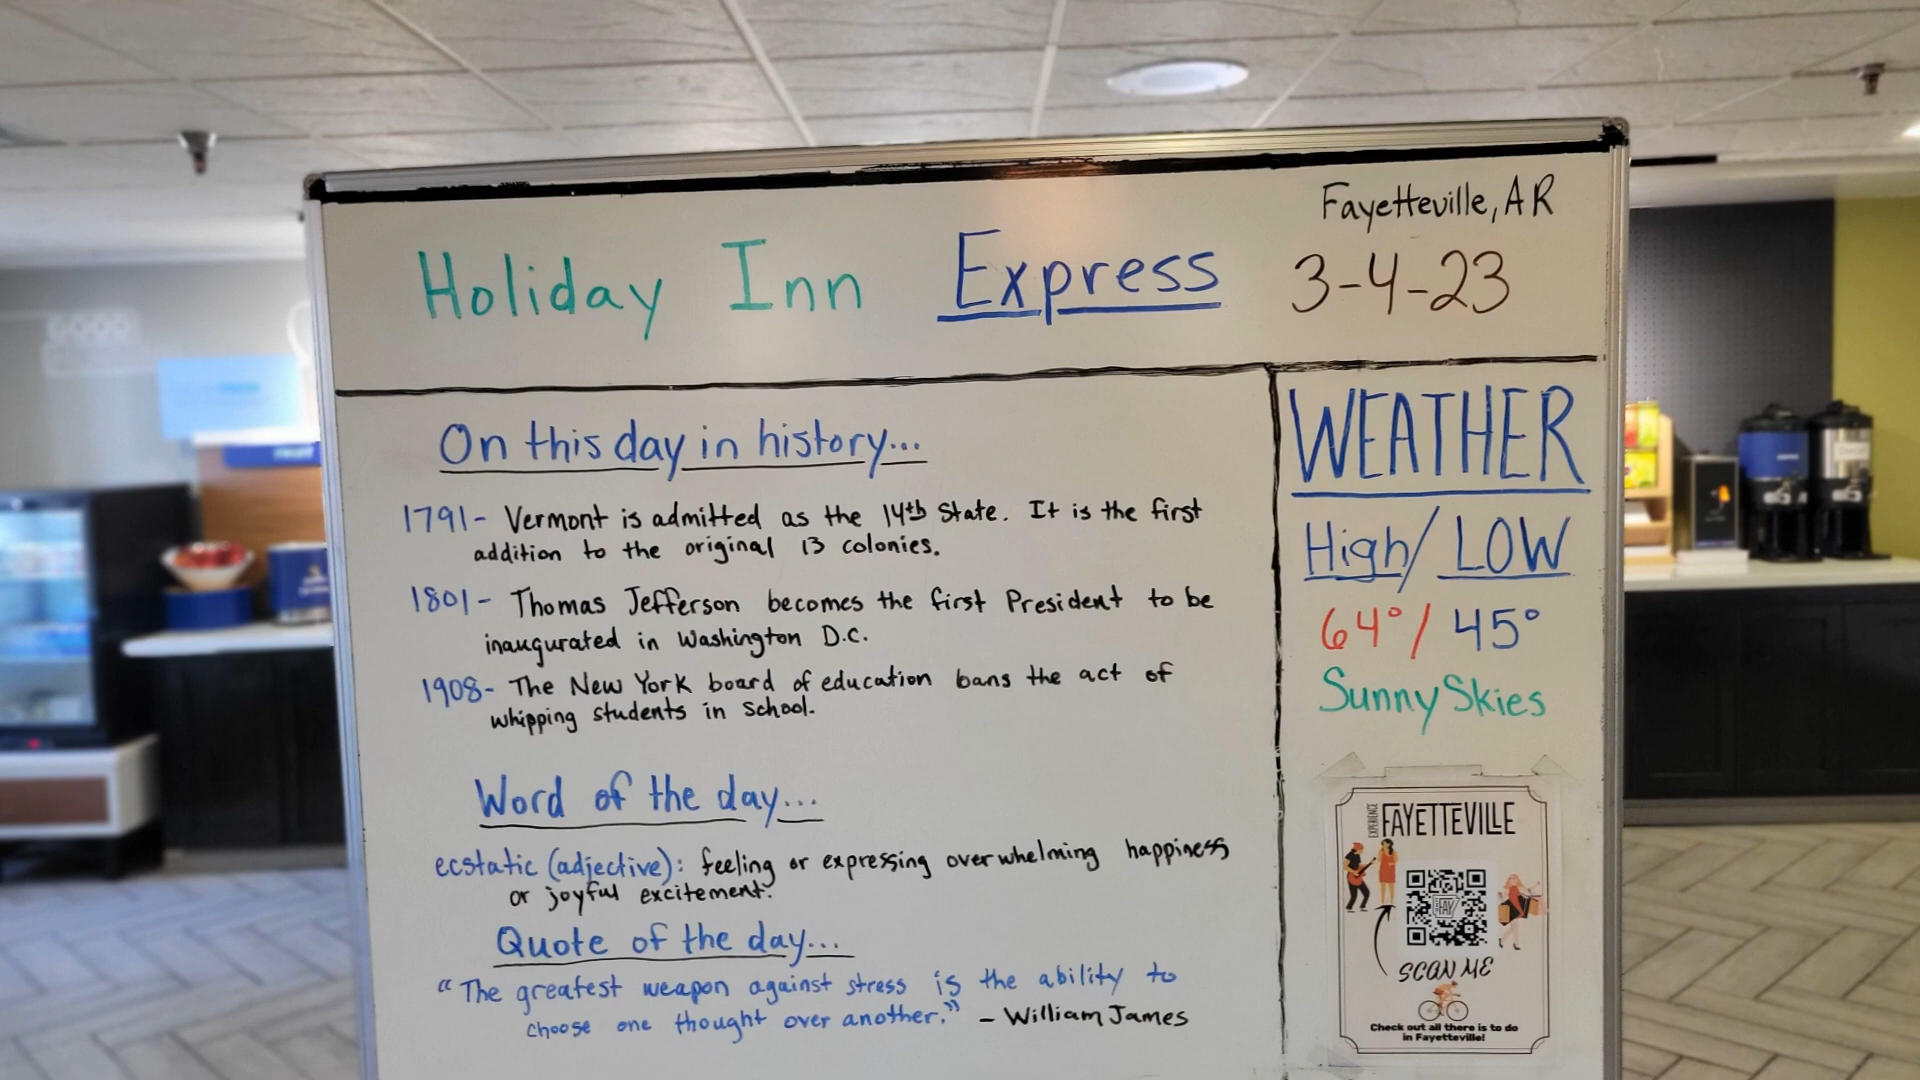 Fayetteville, AR
Holiday Inn Express 3-4-23
On this day in history...
1791- Vermont is admitted as the 14th State. It is the first
addition to the original 13 colonies.
1801- Thomas Jefferson becomes the first President to be
inaugurated in Washington D.C.
1908- The New York board of education bans the act of
whipping students in school.
Word of the day...
ecstatic (adjective): feeling or expressing overwhelming happiness
or joyful excitement.
Quote of the day...
"The greatest weapon against stress is the ability to
choose one thought over another." - William James
WEATHER
High/LOW
64°/45°
Sunny Skies
EXPERIENCE
FAYETTEVILLE
FAY
SCAN ME
Check out all there is to do
in Fayetteville!
GOOD